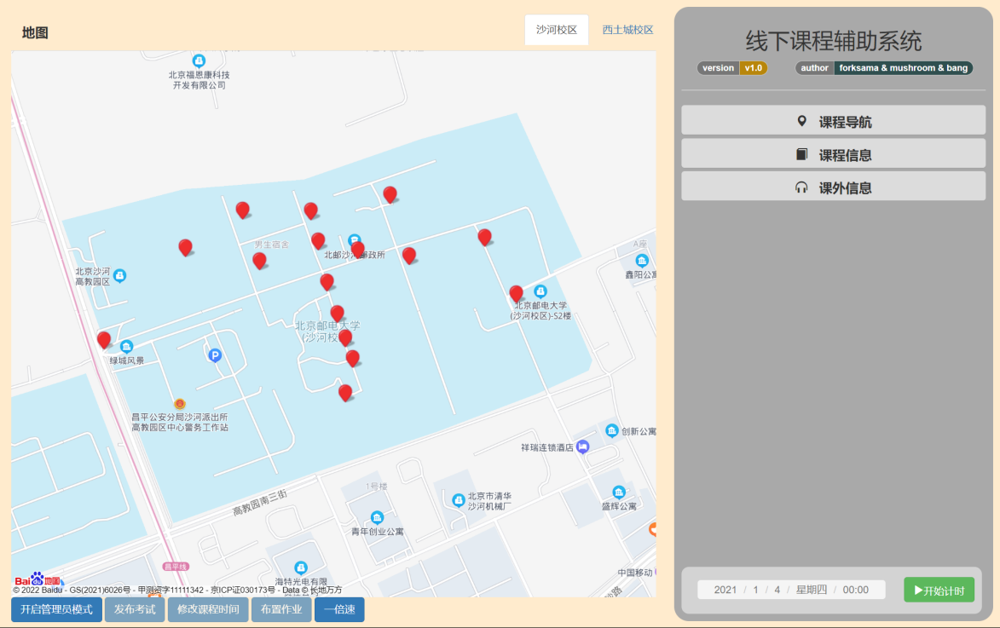 地图
沙河校区
西土城校区
北京福恩康科技
开发有限公司
男生宿舍
北邮沙河邮政所
A座
鑫阳公寓
北京沙河
高教园区
北京邮电大学
(沙河校区)-S2楼
北京邮电大学
(沙河校
绿城风景
P
昌平公安分局沙河派出所
高教园区中心警务工作站
创新公寓
祥瑞连锁酒店
1号楼
北京市清华
沙河机械厂
高教园南三街
盛辉公寓
青年创业公寓
昌平线
海特光电有限
中国移动
Bai du 地图
© 2022 Baidu - GS(2021)6026号 - 甲测资字11111342 - 京ICP证030173号 - Data © 长地万方
开启管理员模式
发布考试
修改课程时间
布置作业
一倍速
线下课程辅助系统
version v1.0
author forksama & mushroom & bang
课程导航
课程信息
课外信息
2021 / 1 / 4 / 星期四 / 00:00
开始计时